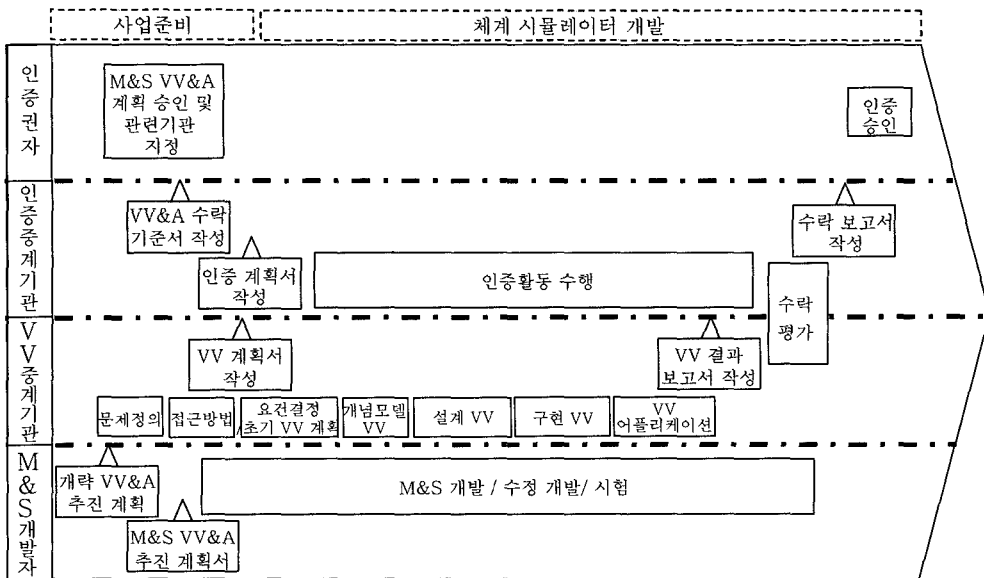 사업준비
체계 시뮬레이터 개발
인증권자
M&S VV&A
계획 승인 및
관련기관
지정
인증
승인
인증중계기관
VV&A 수락
기준서 작성
인증 계획서
작성
인증활동 수행
수락 보고서
작성
수락
평가
VV중계기관
VV 계획서
작성
VV 결과
보고서 작성
문제정의
접근방법
요건결정
/초기 VV 계획
개념모델
VV
설계 VV
구현 VV
VV
어플리케이션
M&S개발자
개략 VV&A
추진 계획
M&S VV&A
추진 계획서
M&S 개발 / 수정 개발/ 시험